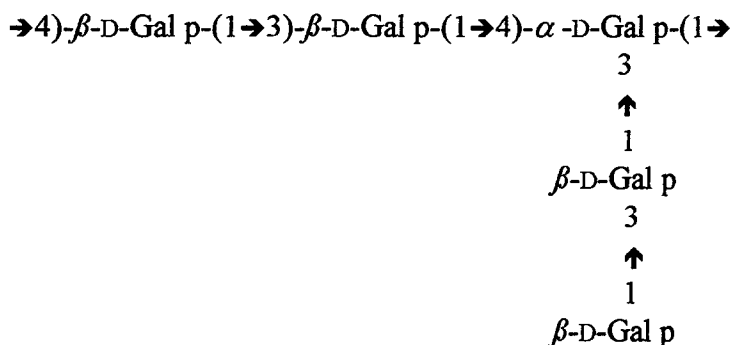 →4)-β-D-Gal p-(1→3)-β-D-Gal p-(1→4)-α -D-Gal p-(1→
3
↑
1
β-D-Gal p
3
↑
1
β-D-Gal p